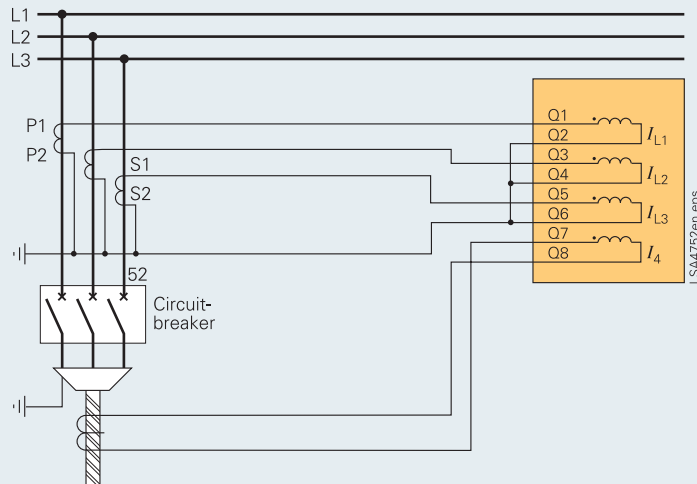 L1
L2
L3
P1
P2
S1
S2
52
Circuit-
breaker
Q1
Q2
Q3
Q4
Q5
Q6
Q7
Q8
IL1
IL2
IL3
I4
LSA4752en.eps